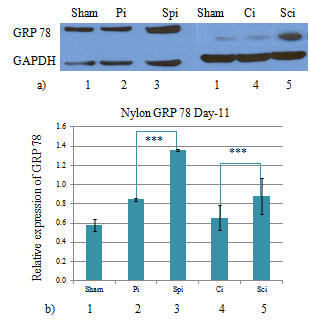 Sham Pi Spi Sham Ci Sci
GRP 78
GAPDH
1 2 3 1 4 5
a)
Nylon GRP 78 Day-11
Relative expression of GRP 78
1.6
1.4
1.2
1.0
0.8
0.6
0.4
0.2
0.0
*** ***
Sham Pi Spi Ci Sci
b) 1 2 3 4 5